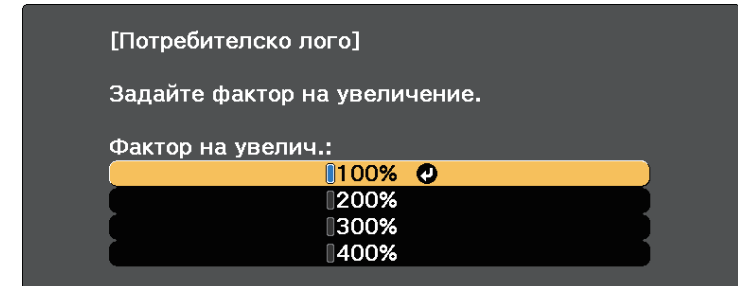 [Потребителско лого]
Задайте фактор на увеличение.
Фактор на увелич.:
100%
200%
300%
400%